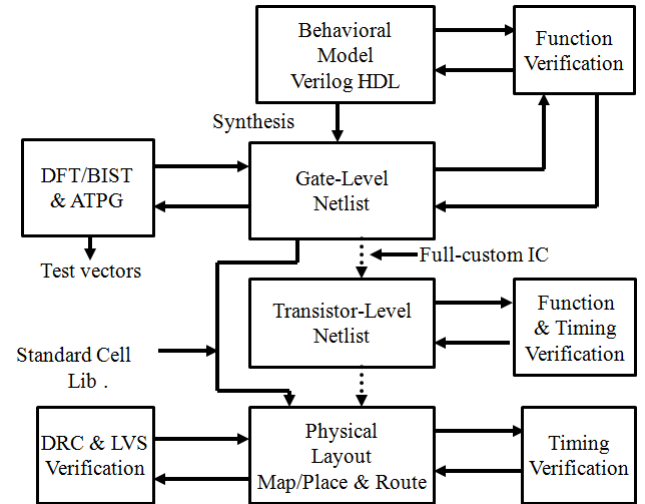 Behavioral
Model
Verilog HDL
Function
Verification
Synthesis
DFT/BIST
& ATPG
Gate-Level
Netlist
Test vectors
Full-custom IC
Transistor-Level
Netlist
Function
& Timing
Verification
Standard Cell
Lib .
DRC & LVS
Verification
Physical
Layout
Map/Place & Route
Timing
Verification